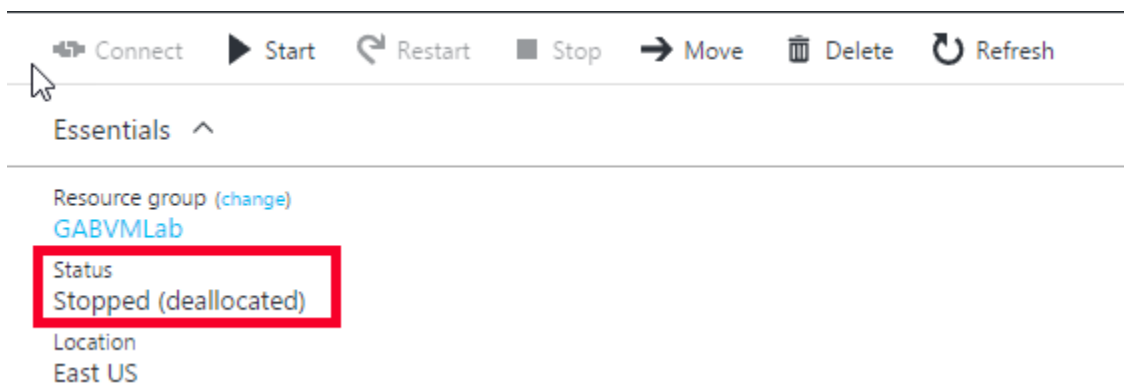 Connect Start Restart Stop Move Delete Refresh
Essentials
Resource group (change)
GABVMLab
Status
Stopped (deallocated)
Location
East US